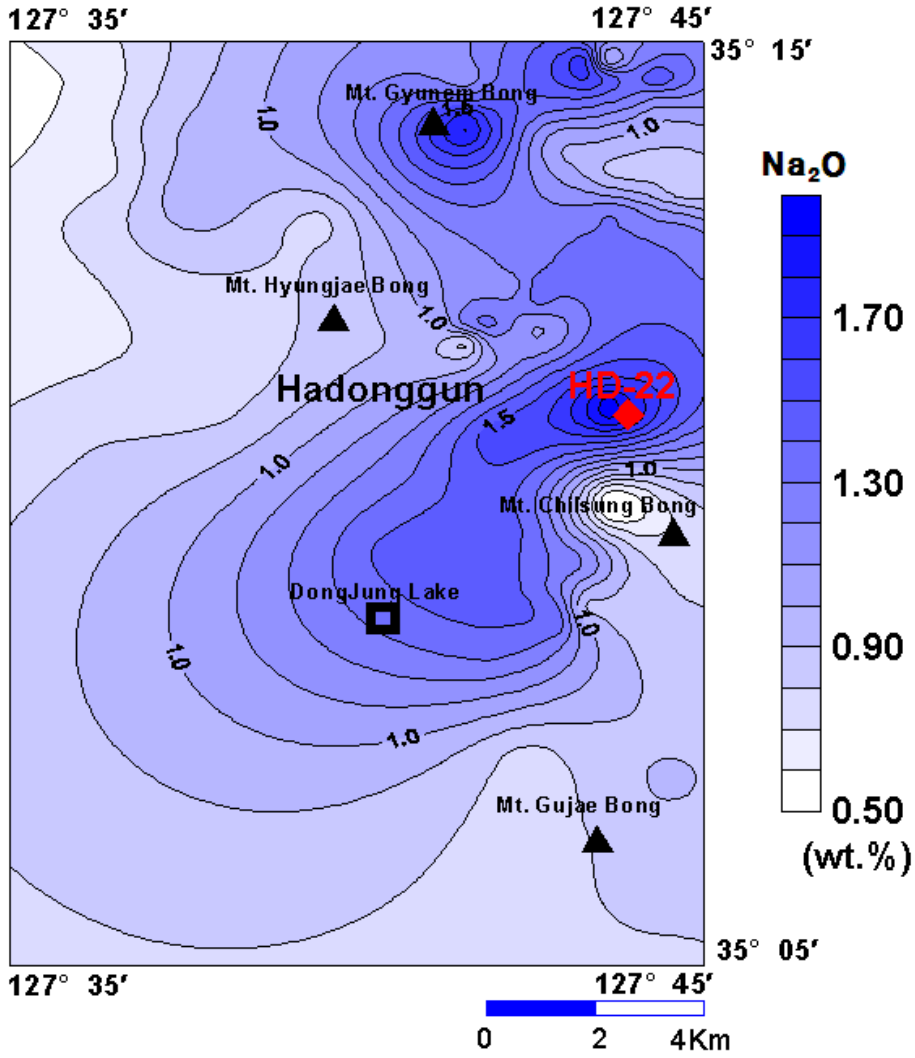 127° 35′
127° 45′
35° 15′
Mt. Gyunem Bong
1.5
1.0
1.0
Na₂O
Mt. Hyungjae Bong
1.0
1.70
Hadonggun
HD-22
1.5
1.0
1.0
1.30
Mt. Chilsung Bong
DongJung Lake
1.0
1.0
0.90
1.0
Mt. Gujae Bong
0.50
(wt.%)
35° 05′
127° 35′
127° 45′
0 2 4Km